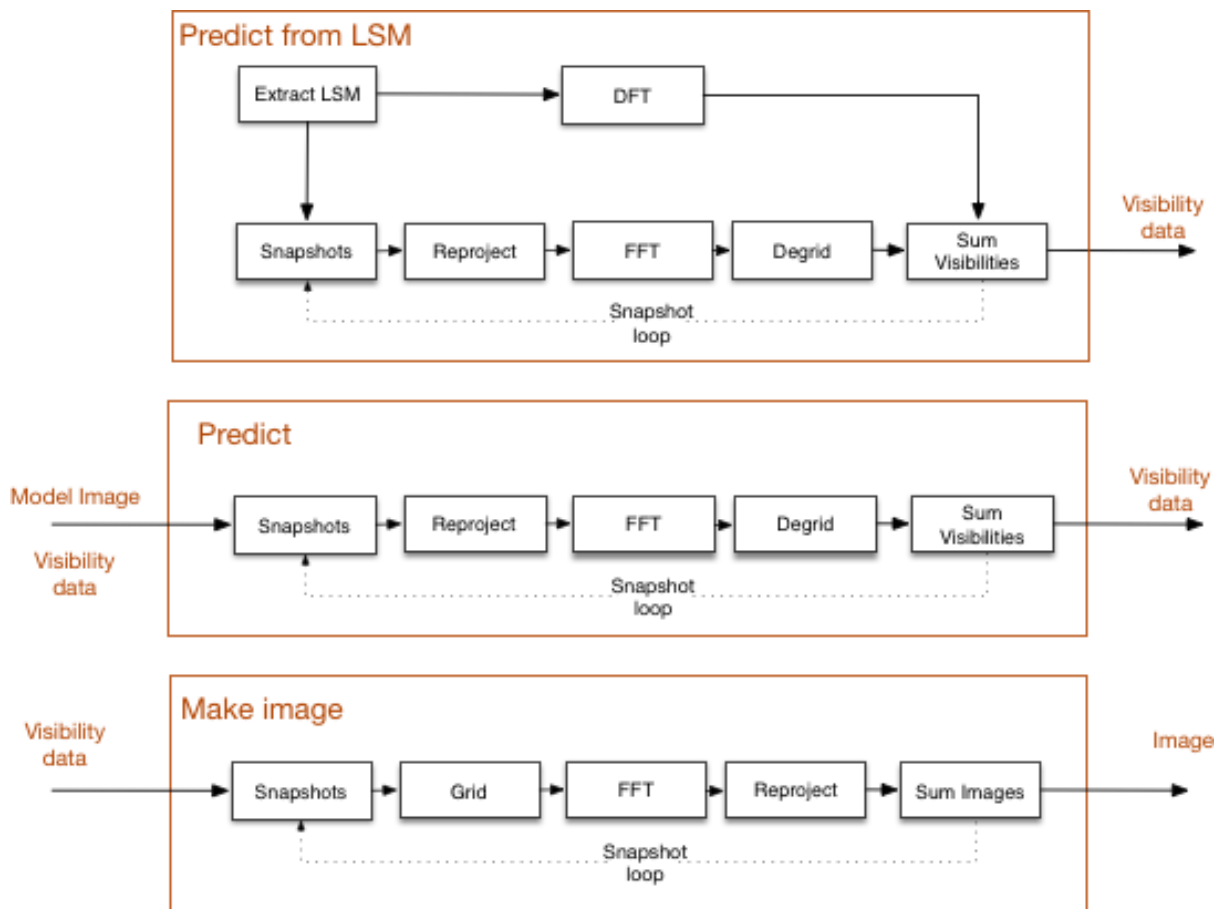 Predict from LSM
Extract LSM
DFT
Snapshots
Reproject
FFT
Degrid
Sum
Visibilities
Visibility
data
Snapshot
loop
Predict
Model Image
Visibility
data
Snapshots
Reproject
FFT
Degrid
Sum
Visibilities
Visibility
data
Snapshot
loop
Make image
Visibility
data
Snapshots
Grid
FFT
Reproject
Sum Images
Image
Snapshot
loop